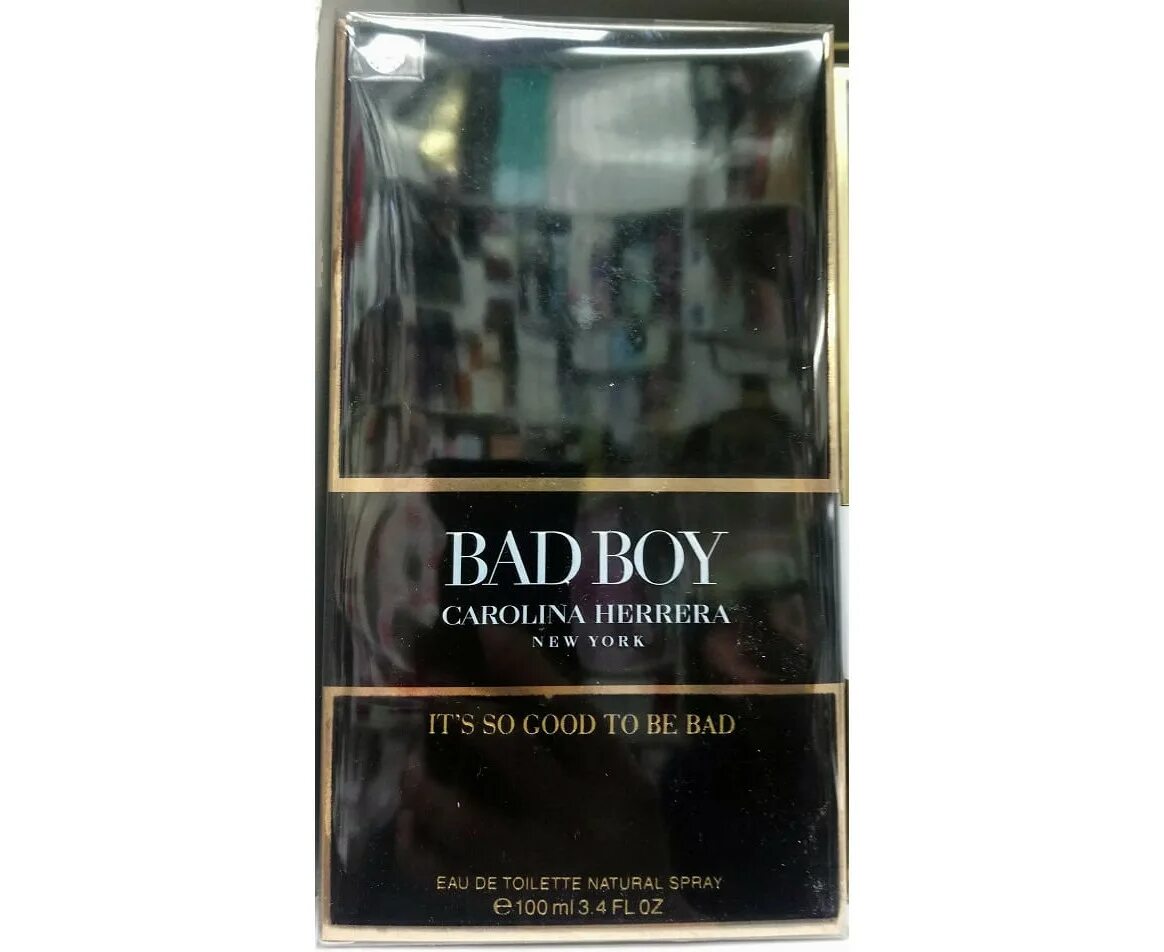 BAD BOY
CAROLINA HERRERA
NEW YORK
IT'S SO GOOD TO BE BAD
EAU DE TOILETTE NATURAL SPRAY
℮100 ml 3.4 FL OZ